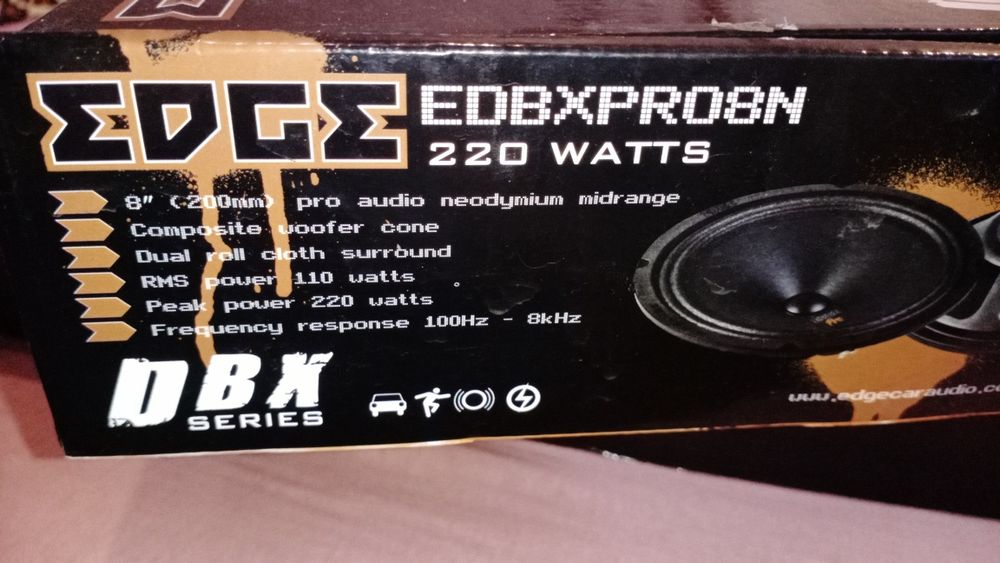 EDGE
EDBXPRO8N
220 WATTS
8" (200mm) pro audio neodymium midrange
Composite woofer cone
Dual roll cloth surround
RMS power 110 watts
Peak power 220 watts
Frequency response 100Hz - 8kHz
DBX
SERIES
www.edgecaraudio.co